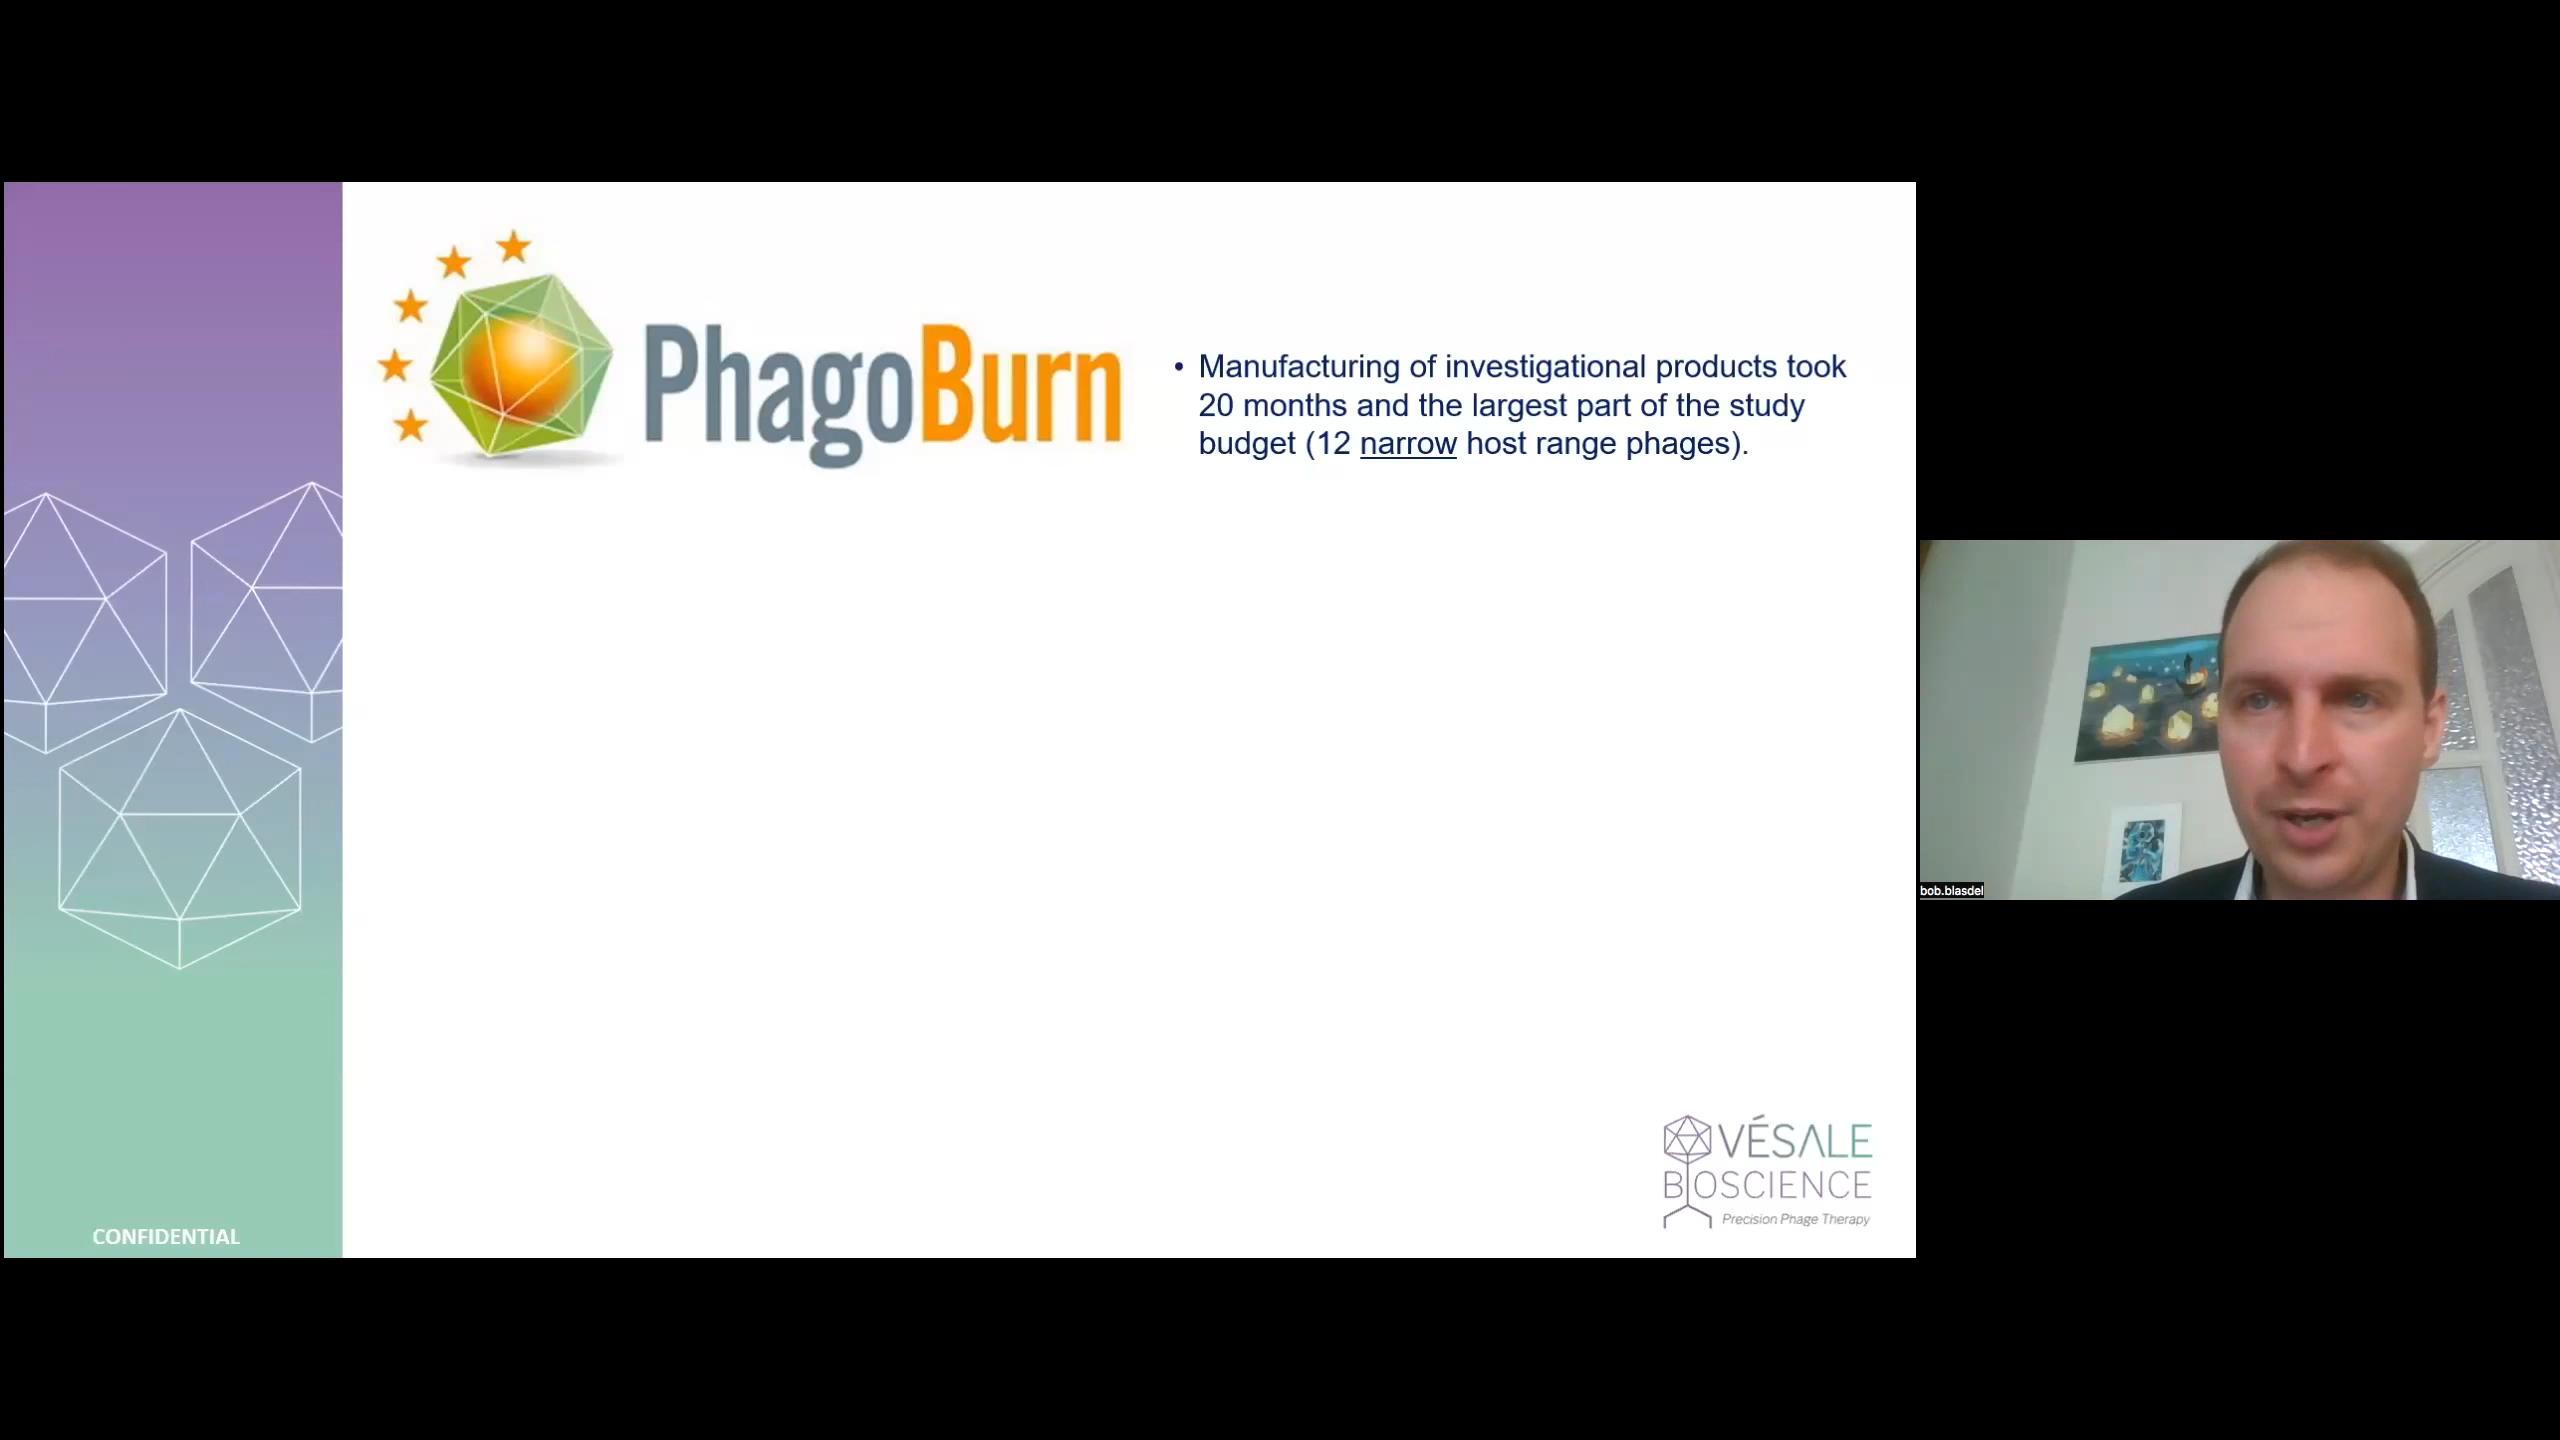 PhagoBurn
• Manufacturing of investigational products took
20 months and the largest part of the study
budget (12 narrow host range phages).
bob.blasdel
VÉSALE
BIOSCIENCE
Precision Phage Therapy
CONFIDENTIAL